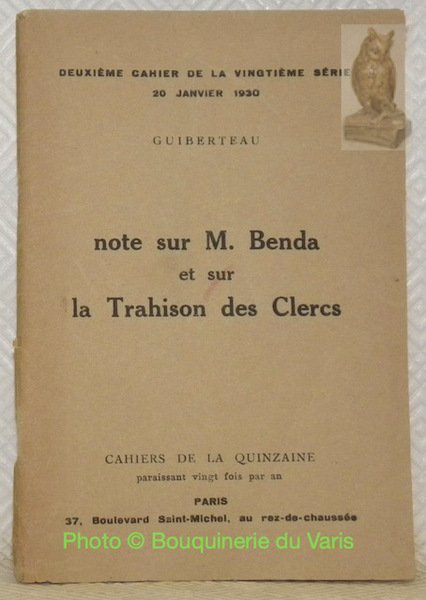 DEUXIÈME CAHIER DE LA VINGTIÈME SÉRIE
20 JANVIER 1930
GUIBERTEAU
note sur M. Benda
et sur
la Trahison des Clercs
CAHIERS DE LA QUINZAINE
paraissant vingt fois par an
PARIS
37, Boulevard Saint-Michel, au rez-de-chaussée
Photo © Bouquinerie du Varis